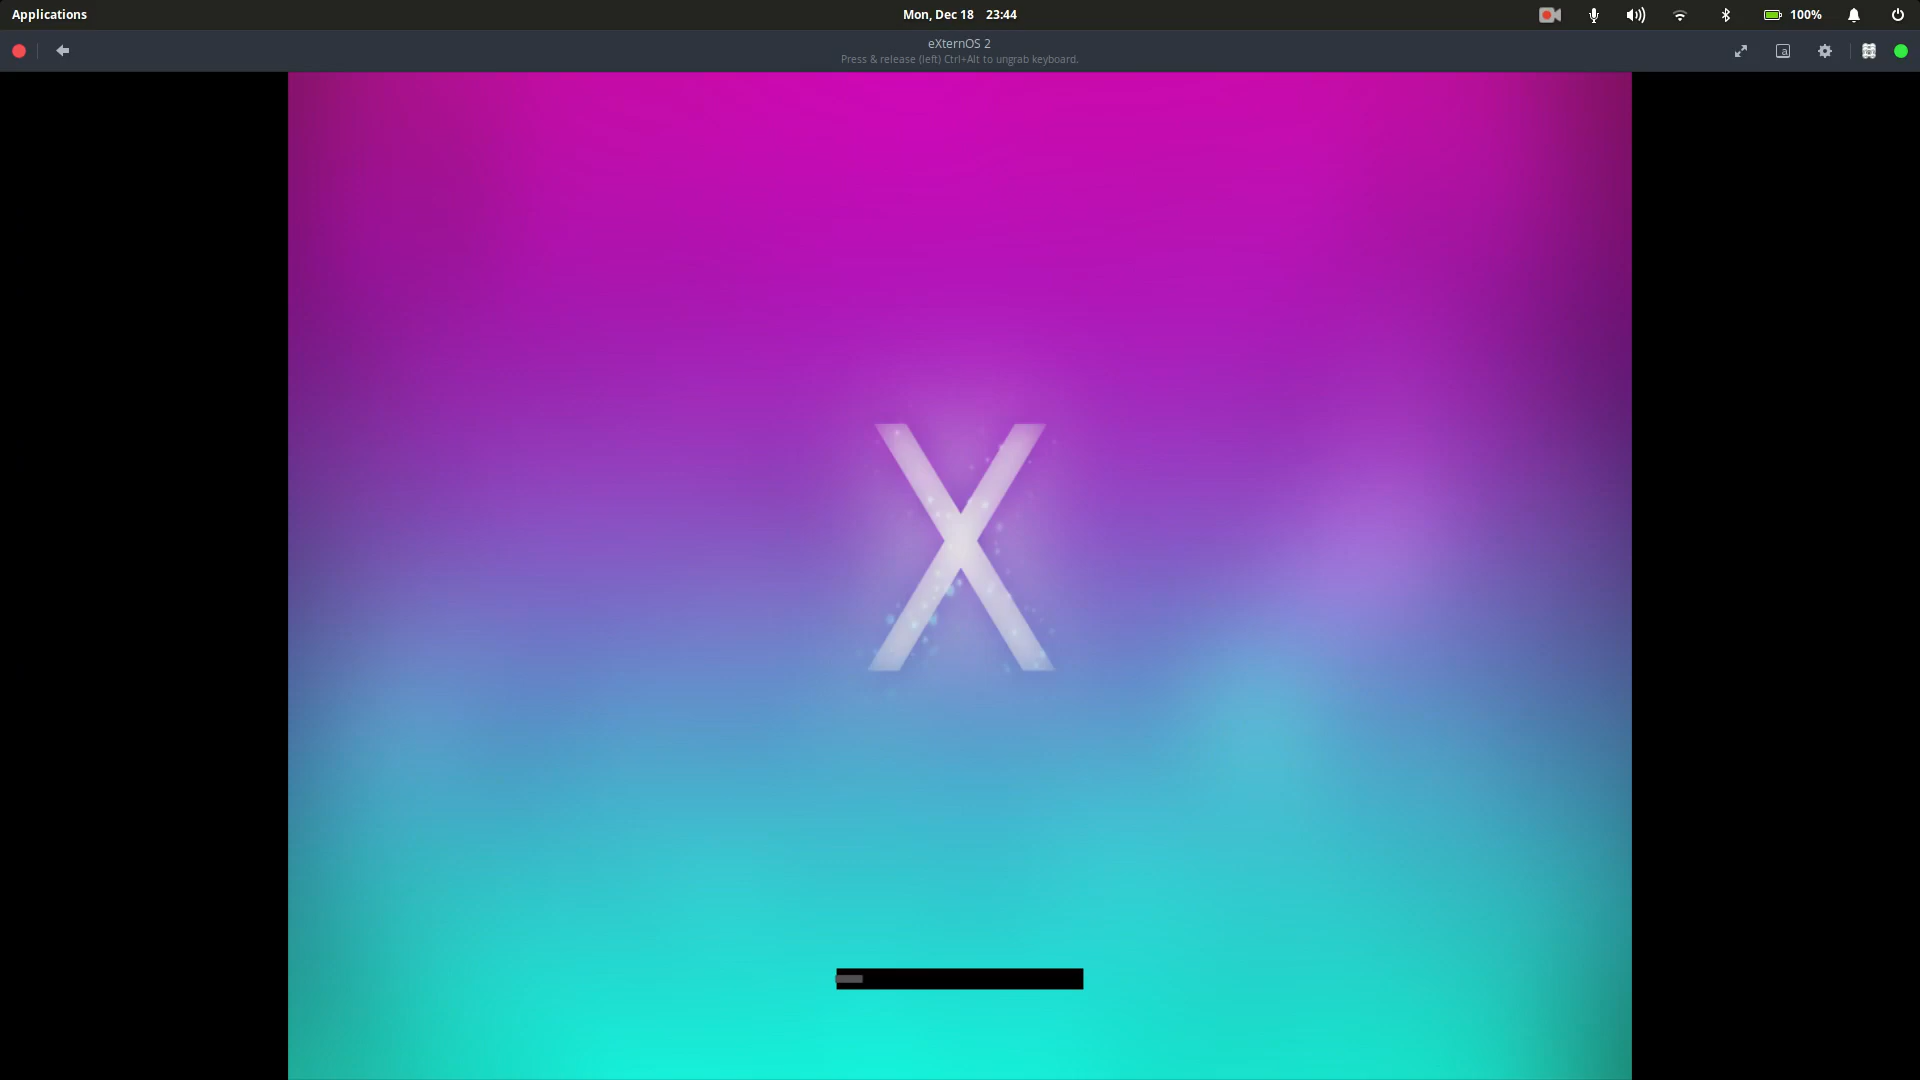 Applications
Mon, Dec 18 23:44
100%
eXternOS 2
Press & release (left) Ctrl+Alt to ungrab keyboard.
a
X